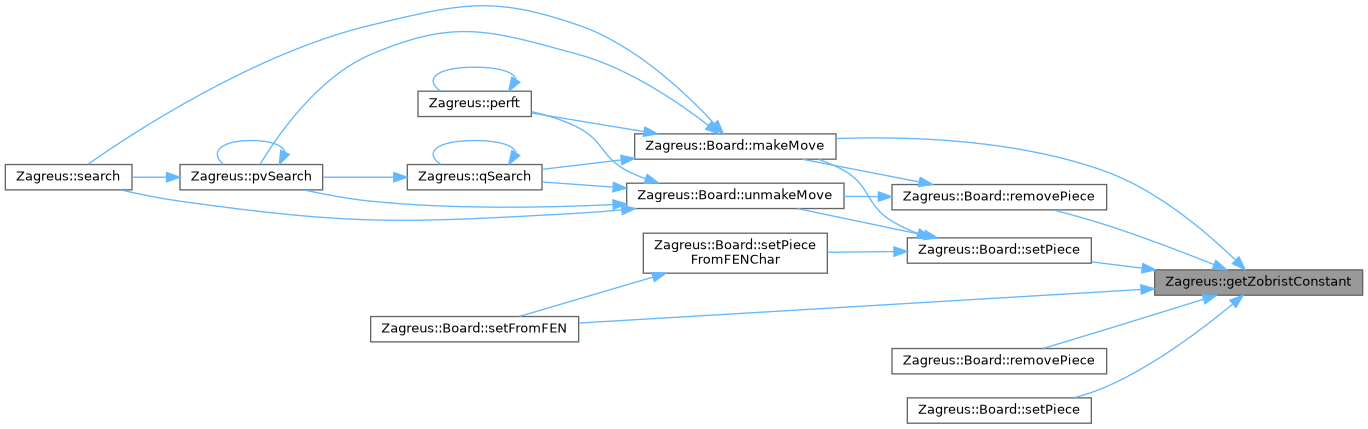 Zagreus::perft
Zagreus::Board::makeMove
Zagreus::search
Zagreus::pvSearch
Zagreus::qSearch
Zagreus::Board::unmakeMove
Zagreus::Board::removePiece
Zagreus::Board::setPiece
FromFENChar
Zagreus::Board::setPiece
Zagreus::getZobristConstant
Zagreus::Board::setFromFEN
Zagreus::Board::removePiece
Zagreus::Board::setPiece